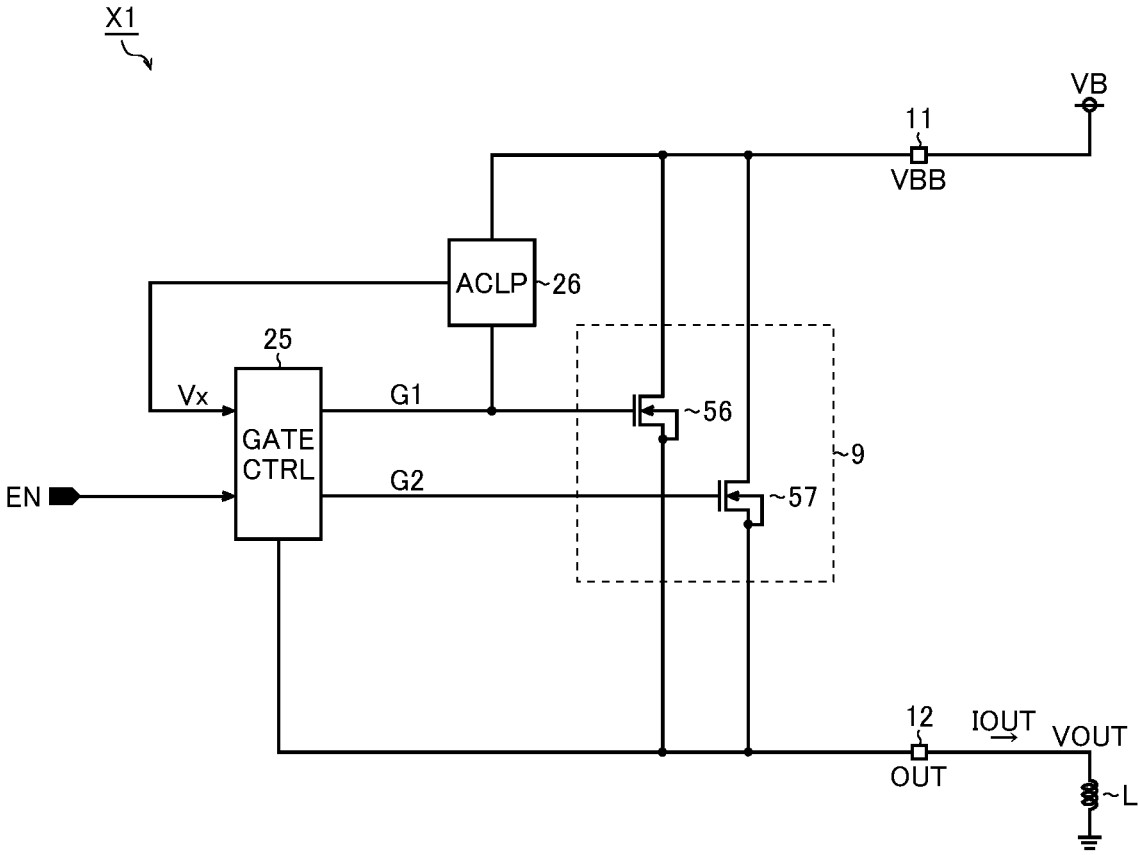 X1
VB
11
VBB
ACLP
26
25
Vx
G1
GATE
CTRL
56
9
EN
G2
57
12
IOUT
VOUT
OUT
L